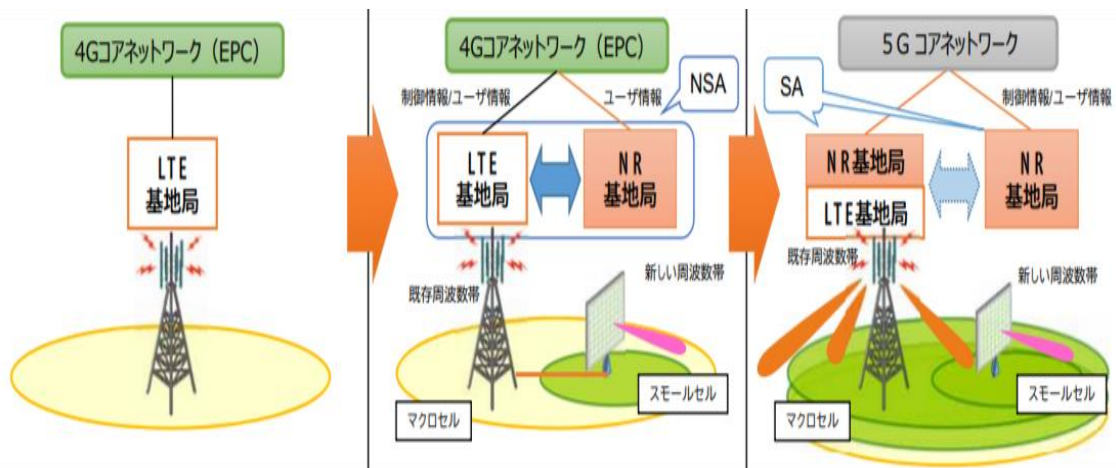 4Gコアネットワーク（EPC）
LTE
基地局
4Gコアネットワーク（EPC）
制御情報/ユーザ情報
ユーザ情報
NSA
LTE
基地局
NR
基地局
既存周波数帯
新しい周波数帯
スモールセル
マクロセル
5Gコアネットワーク
SA
制御情報/ユーザ情報
NR基地局
LTE基地局
NR
基地局
既存周波数帯
新しい周波数帯
スモールセル
マクロセル